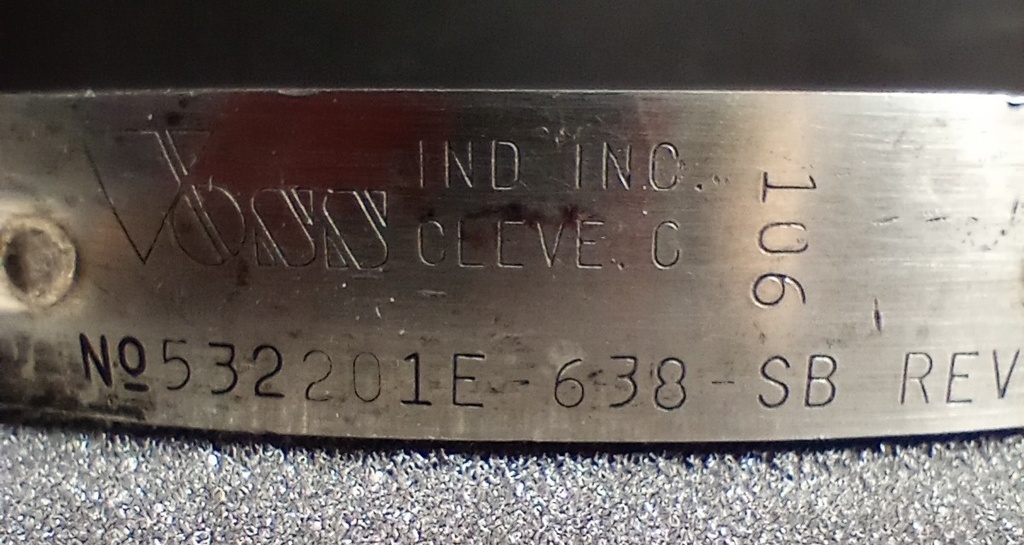 Voss IND INC.
CLEVE. O
106
Nº532201E-638-SB REV